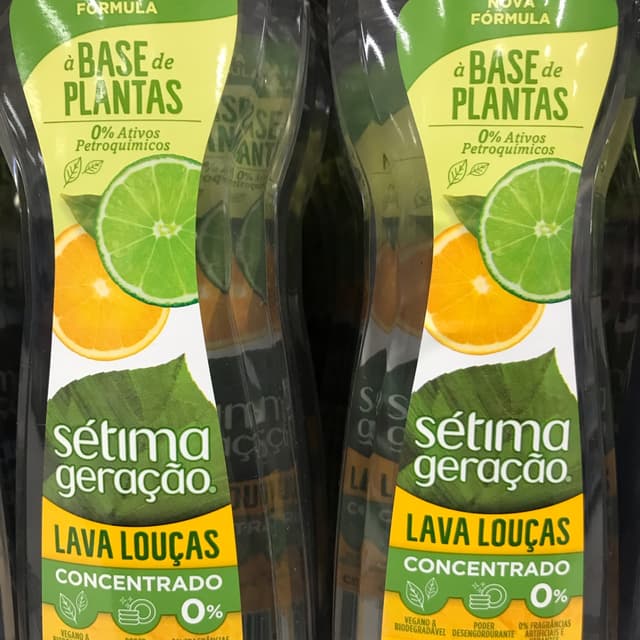 FÓRMULA
à BASE de
PLANTAS
0% Ativos
Petroquímicos
sétima
geração®
LAVA LOUÇAS
CONCENTRADO
0%
VEGANO &
NOVA
FÓRMULA
à BASE de
PLANTAS
0% Ativos
Petroquímicos
sétima
geração®
LAVA LOUÇAS
CONCENTRADO
0%
VEGANO &
BIODEGRADÁVEL
PODER
DESENGORDURANTE
0% FRAGRÂNCIAS
ARTIFICIAIS E